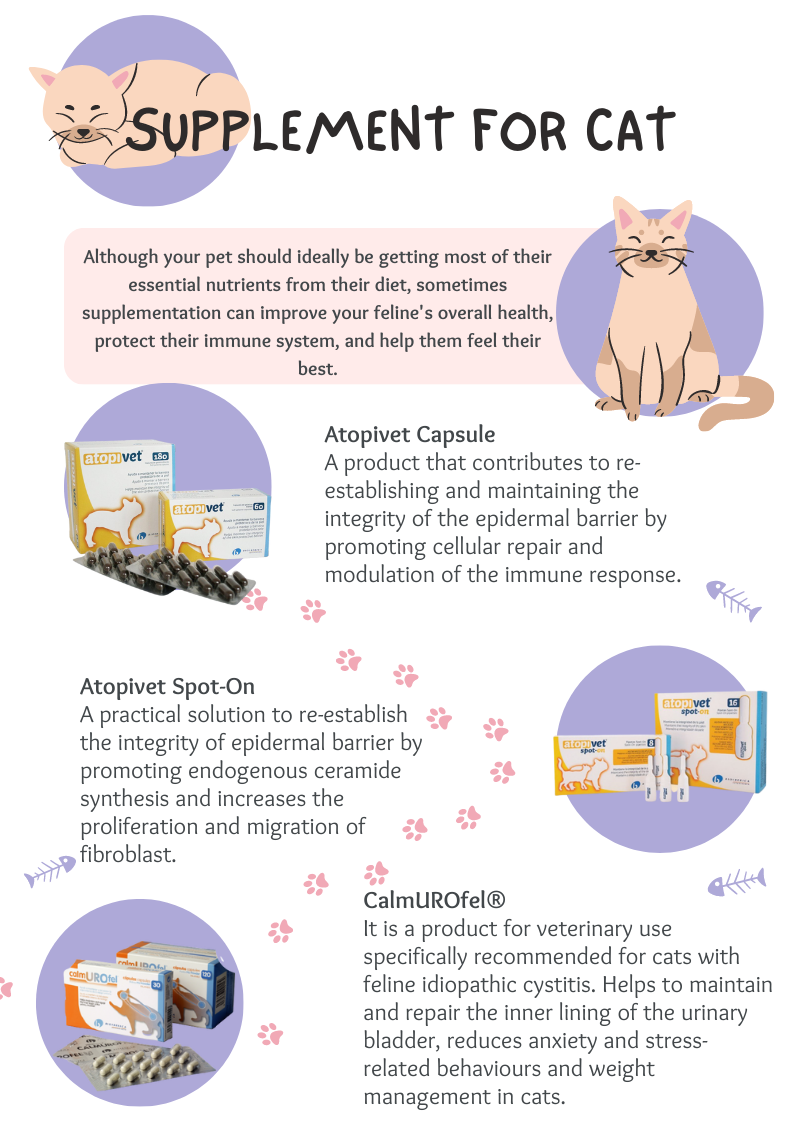 SUPPLEMENT FOR CAT
Although your pet should ideally be getting most of their
essential nutrients from their diet, sometimes
supplementation can improve your feline's overall health,
protect their immune system, and help them feel their
best.
Atopivet Capsule
A product that contributes to re-
establishing and maintaining the
integrity of the epidermal barrier by
promoting cellular repair and
modulation of the immune response.
atopivet 180
atopivet 60
Atopivet Spot-On
A practical solution to re-establish
the integrity of epidermal barrier by
promoting endogenous ceramide
synthesis and increases the
proliferation and migration of
fibroblast.
atopivet 16
spot-on
atopivet 8
spot-on
CalmUROfel®
It is a product for veterinary use
specifically recommended for cats with
feline idiopathic cystitis. Helps to maintain
and repair the inner lining of the urinary
bladder, reduces anxiety and stress-
related behaviours and weight
management in cats.
calmUROfel 120
calmUROfel 30
CALMUROFEL